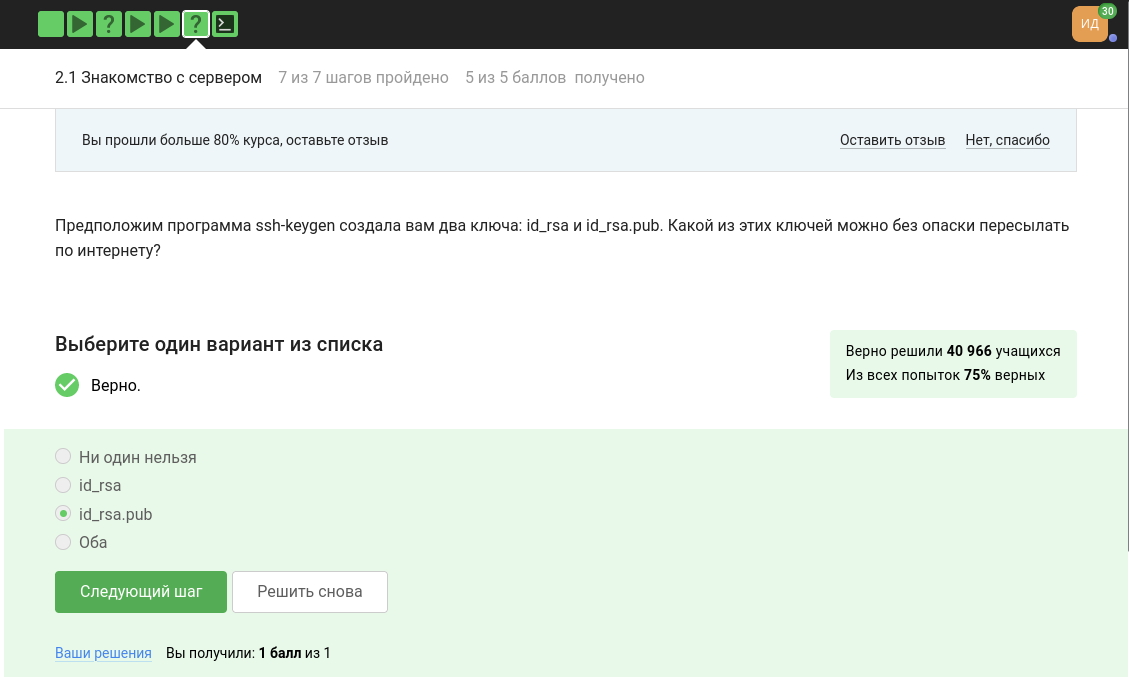 ? ?
ИД 30
2.1 Знакомство с сервером 7 из 7 шагов пройдено 5 из 5 баллов получено
Вы прошли больше 80% курса, оставьте отзыв Оставить отзыв Нет, спасибо
Предположим программа ssh-keygen создала вам два ключа: id_rsa и id_rsa.pub. Какой из этих ключей можно без опаски пересылать
по интернету?
Выберите один вариант из списка
Верно.
Верно решили 40 966 учащихся
Из всех попыток 75% верных
Ни один нельзя
id_rsa
id_rsa.pub
Оба
Следующий шаг Решить снова
Ваши решения Вы получили: 1 балл из 1